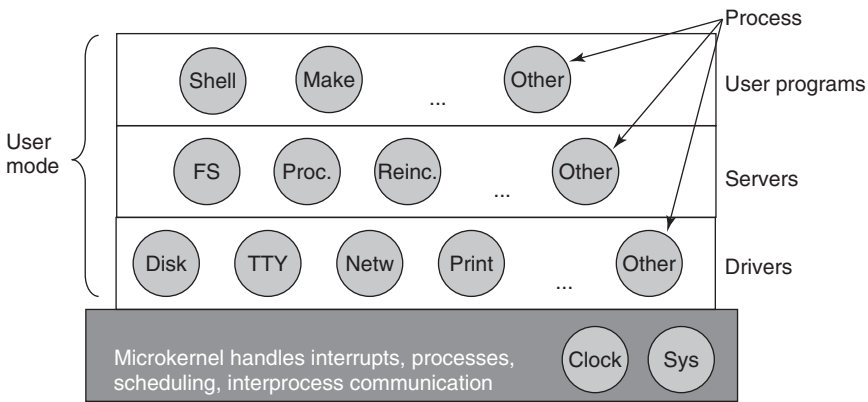 Process
Shell Make ... Other User programs
User
mode
FS Proc. Reinc. ... Other Servers
Disk TTY Netw Print ... Other Drivers
Microkernel handles interrupts, processes,
scheduling, interprocess communication
Clock Sys